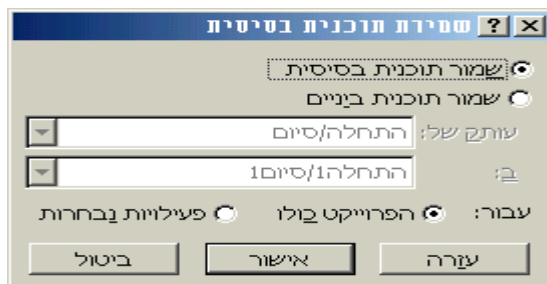 שמירת תוכנית בסיסית
שמור תוכנית בסיסית
שמור תוכנית ביניים
עותק של: התחלה/סיום
ב: התחלה1/סיום1
עבור: הפרוייקט כולו פעילויות נבחרות
עזרה אישור ביטול